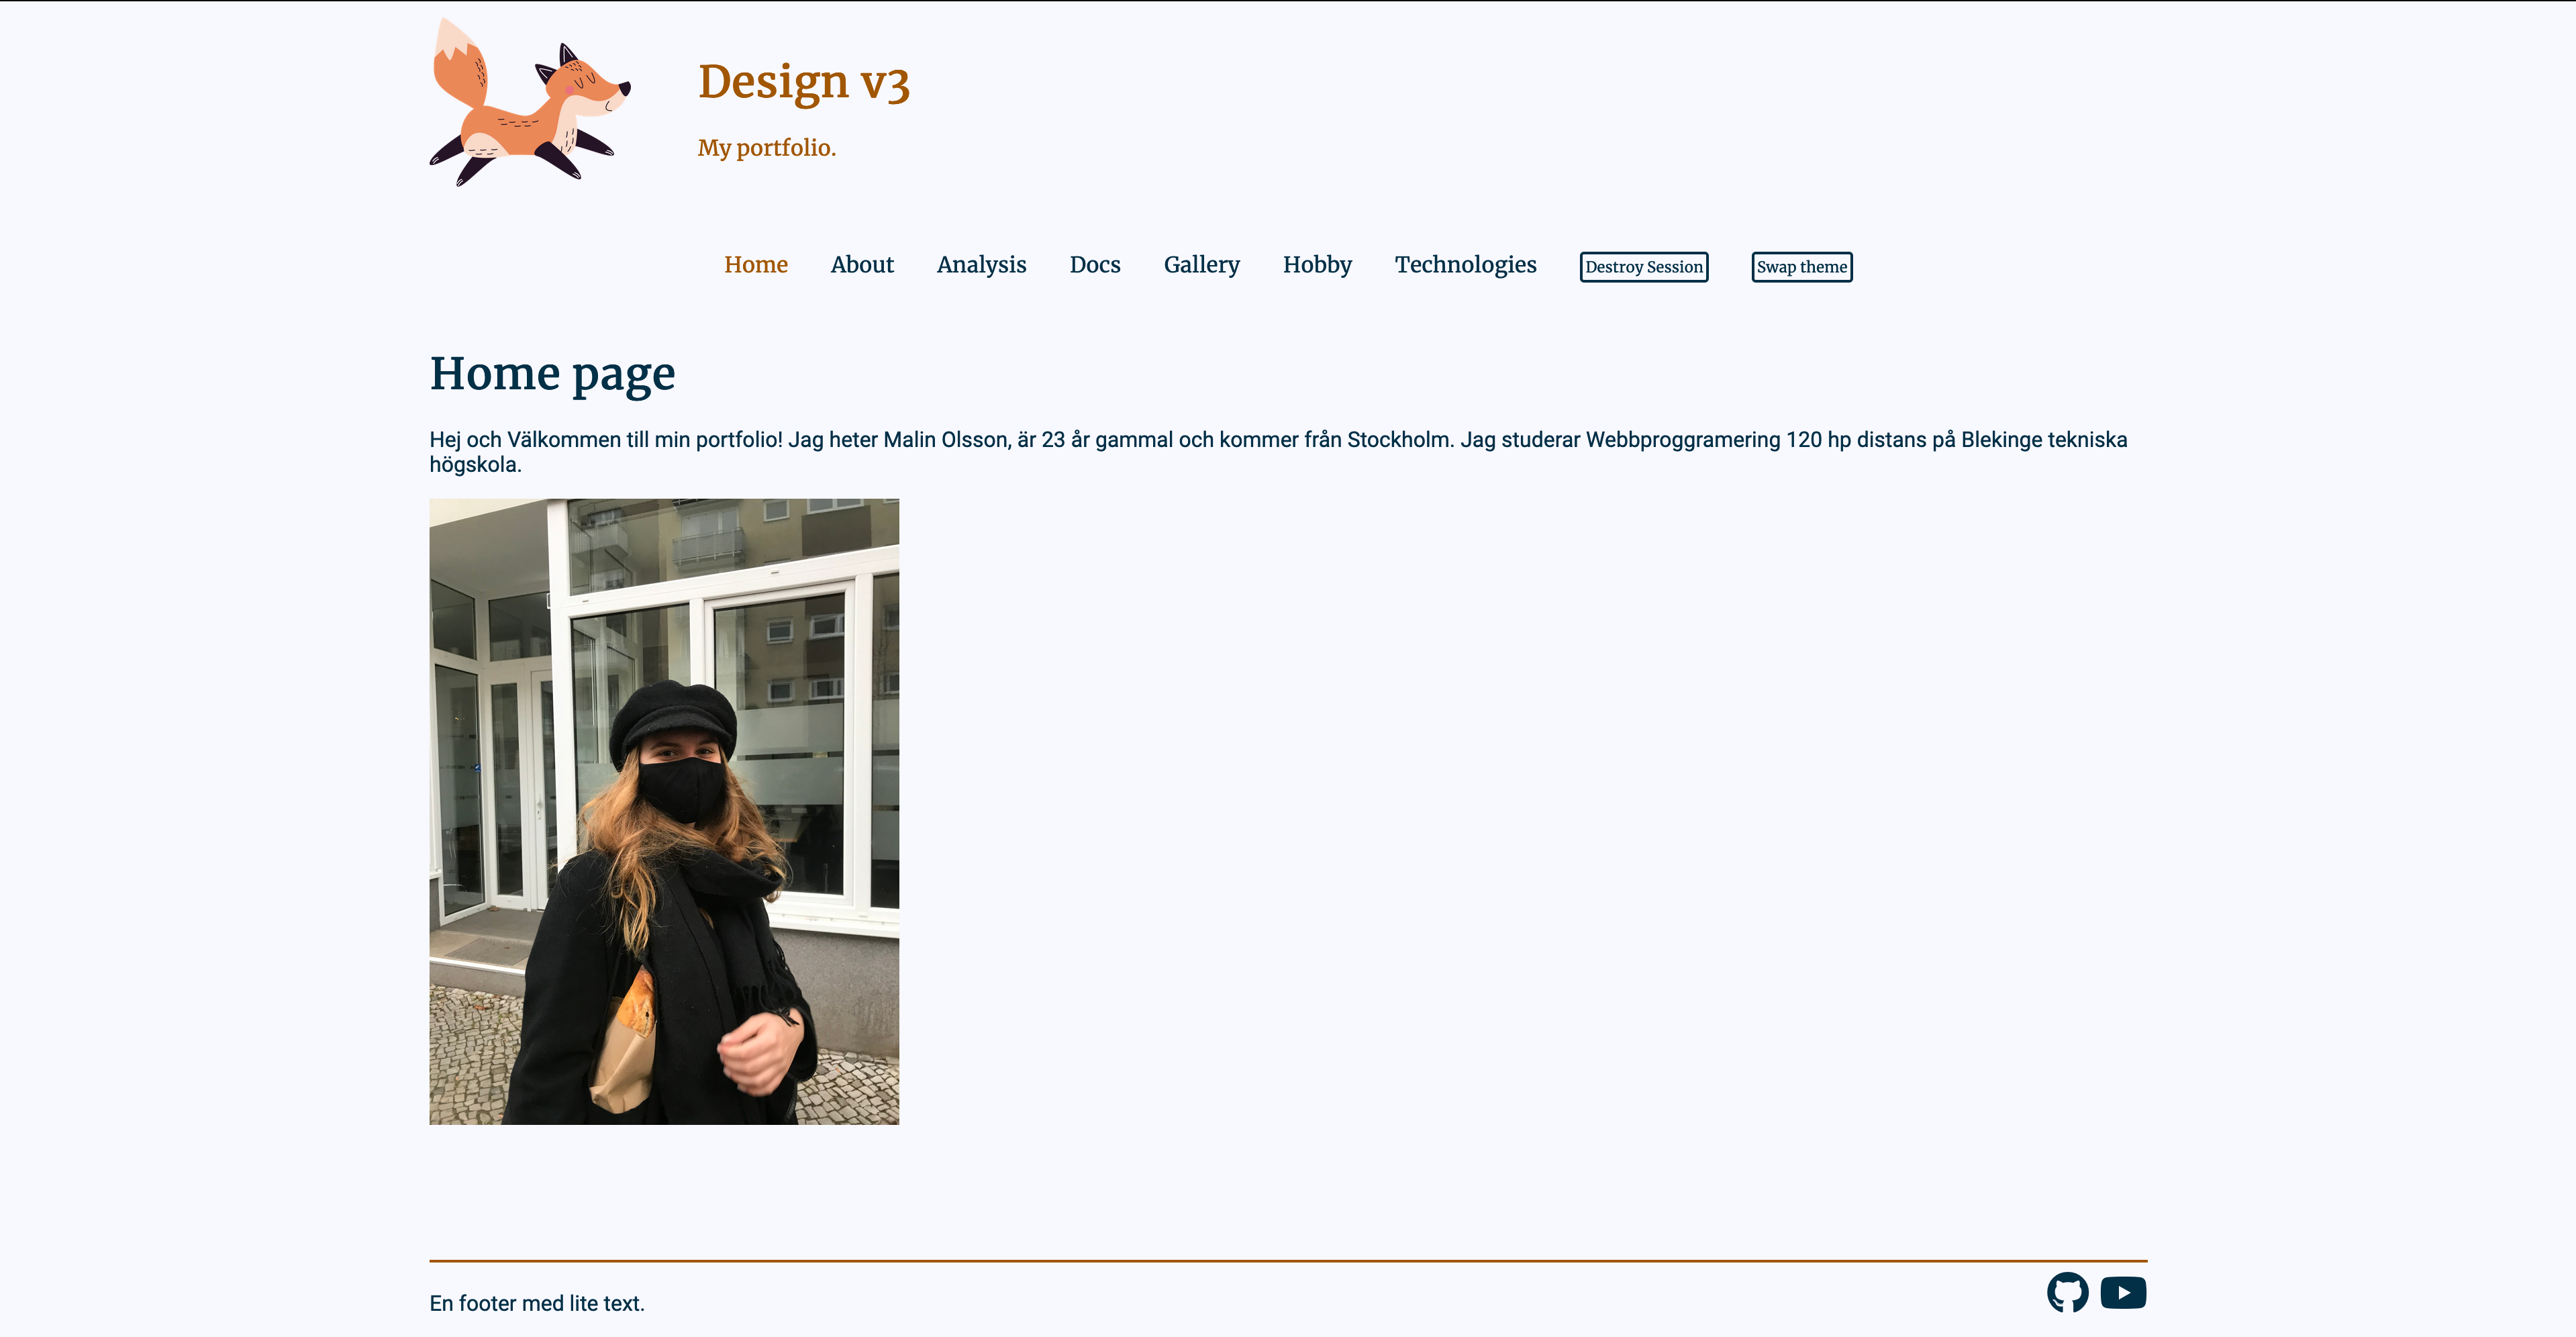 Design v3
My portfolio.
Home About Analysis Docs Gallery Hobby Technologies Destroy Session Swap theme
Home page
Hej och Välkommen till min portfolio! Jag heter Malin Olsson, är 23 år gammal och kommer från Stockholm. Jag studerar Webbproggramering 120 hp distans på Blekinge tekniska
högskola.
En footer med lite text.